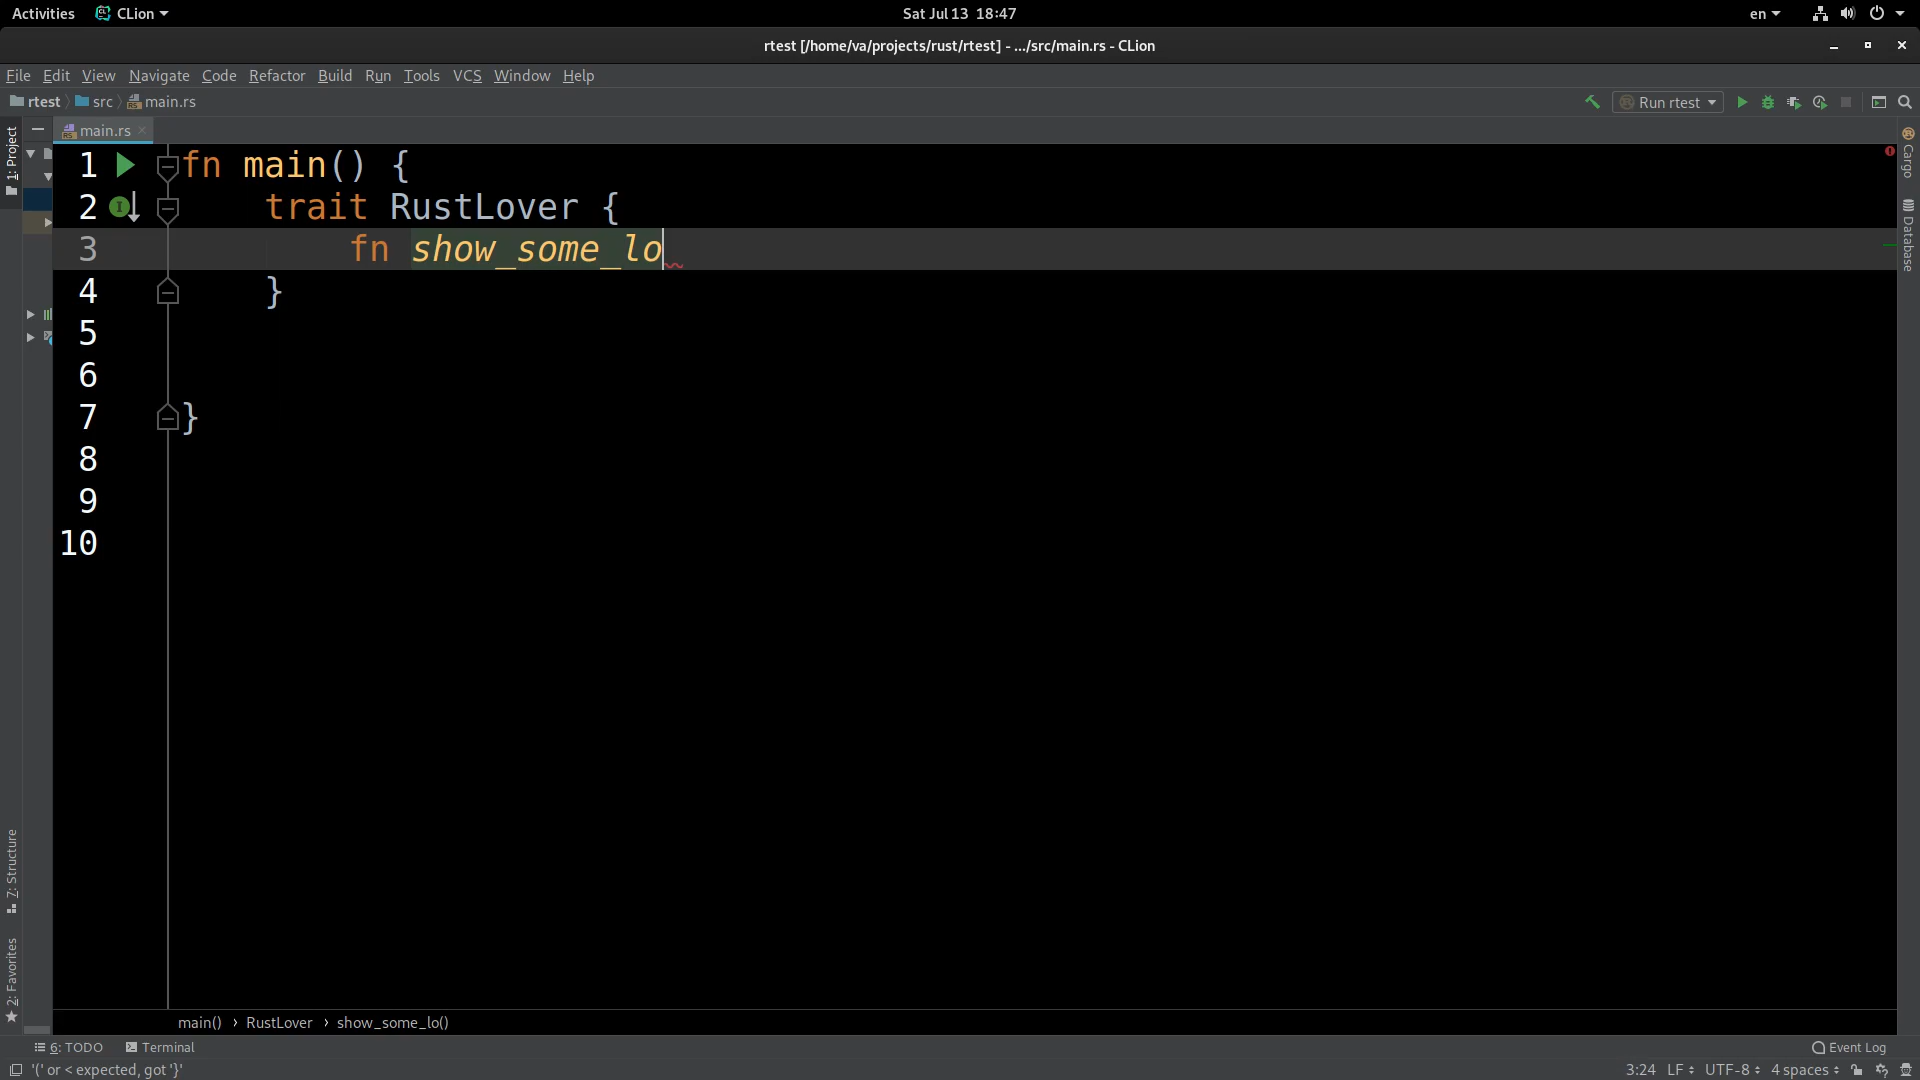 Activities CLion Sat Jul 13 18:47 en
rtest [/home/va/projects/rust/rtest] - .../src/main.rs - CLion
File Edit View Navigate Code Refactor Build Run Tools VCS Window Help
rtest src main.rs Run rtest
1: Project
main.rs
Cargo
Database
1 fn main() {
2 trait RustLover {
3 fn show_some_lo
4 }
5
6
7 }
8
9
10
7: Structure
2: Favorites
main() › RustLover › show_some_lo()
6: TODO Terminal Event Log
'(' or < expected, got '}' 3:24 LF UTF-8 4 spaces